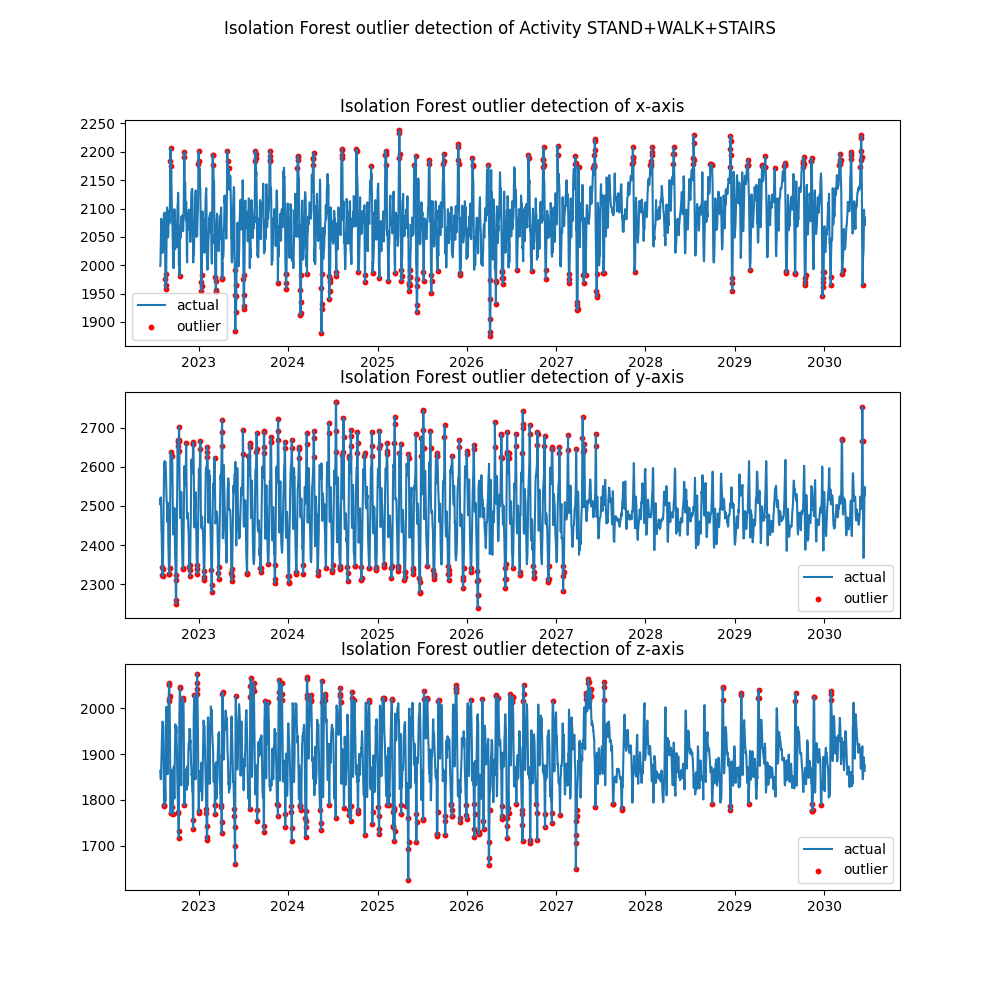 Isolation Forest outlier detection of Activity STAND+WALK+STAIRS
Isolation Forest outlier detection of x-axis
2250
2200
2150
2100
2050
2000
1950
1900
actual
outlier
2023 2024 2025 2026 2027 2028 2029 2030
Isolation Forest outlier detection of y-axis
2700
2600
2500
2400
2300
actual
outlier
2023 2024 2025 2026 2027 2028 2029 2030
Isolation Forest outlier detection of z-axis
2000
1900
1800
1700
actual
outlier
2023 2024 2025 2026 2027 2028 2029 2030